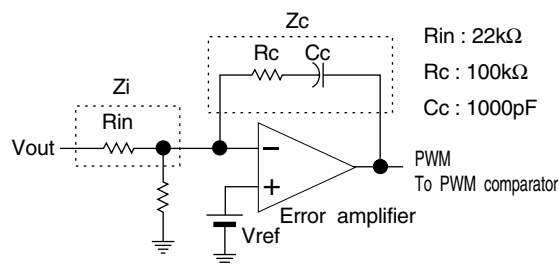 Zc
Rc Cc
Rin : 22kΩ
Rc : 100kΩ
Cc : 1000pF
Zi
Rin
Vout
−
+
PWM
To PWM comparator
Error amplifier
Vref